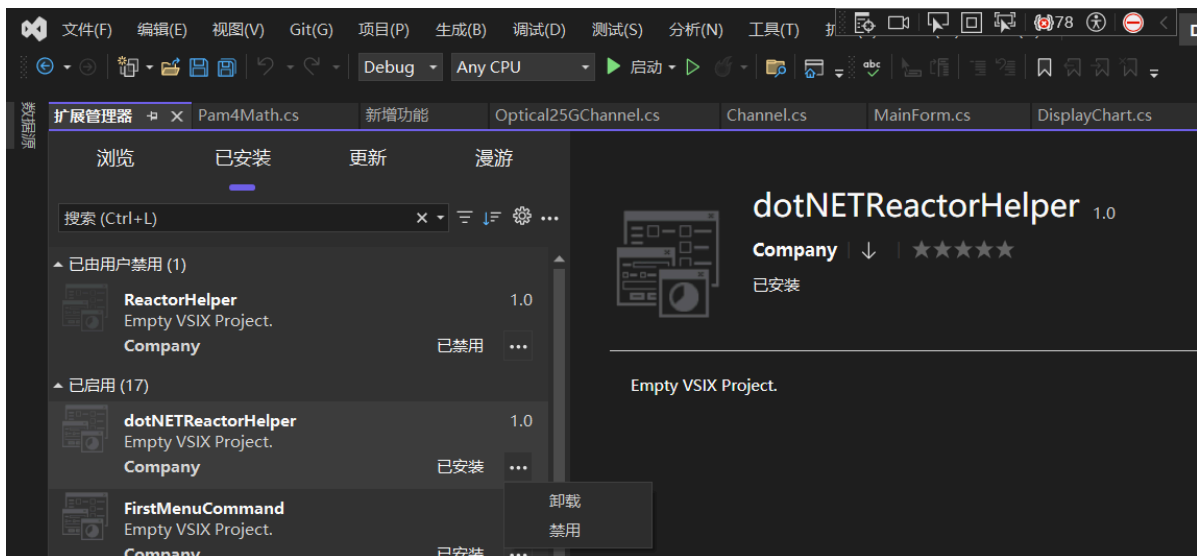 文件(F) 编辑(E) 视图(V) Git(G) 项目(P) 生成(B) 调试(D) 测试(S) 分析(N) 工具(T) 78
Debug Any CPU 启动 abc
数据源
扩展管理器 Pam4Math.cs 新增功能 Optical25GChannel.cs Channel.cs MainForm.cs DisplayChart.cs
浏览 已安装 更新 漫游
搜索 (Ctrl+L)
已由用户禁用 (1)
ReactorHelper 1.0
Empty VSIX Project.
Company 已禁用
已启用 (17)
dotNETReactorHelper 1.0
Empty VSIX Project.
Company 已安装
卸载
禁用
FirstMenuCommand
Empty VSIX Project.
Company 已安装
dotNETReactorHelper 1.0
Company
已安装
Empty VSIX Project.